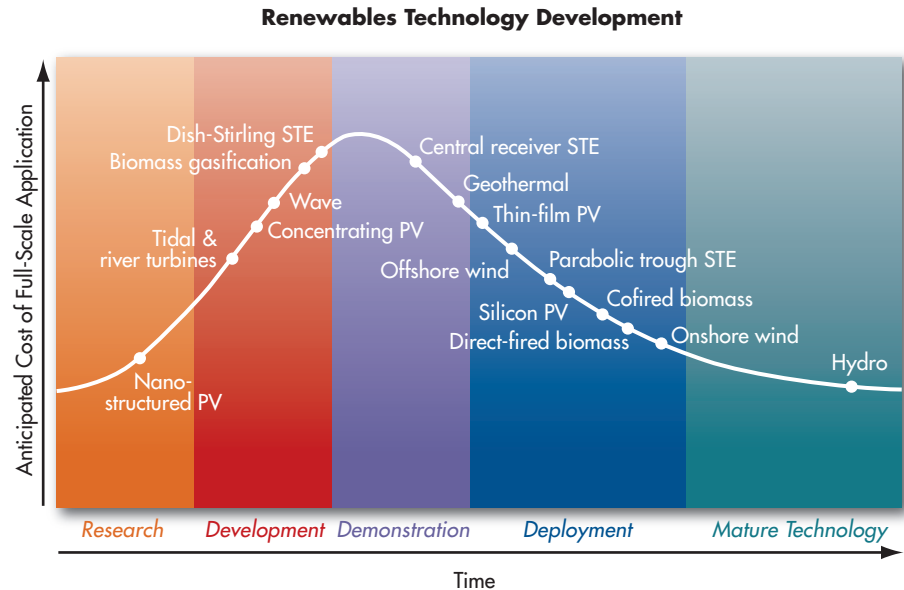 Renewables Technology Development
Anticipated Cost of Full-Scale Application
Dish-Stirling STE
Biomass gasification
Wave
Concentrating PV
Tidal &
river turbines
Nano-
structured PV
Central receiver STE
Geothermal
Thin-film PV
Offshore wind
Parabolic trough STE
Silicon PV
Cofired biomass
Direct-fired biomass
Onshore wind
Hydro
Research
Development
Demonstration
Deployment
Mature Technology
Time